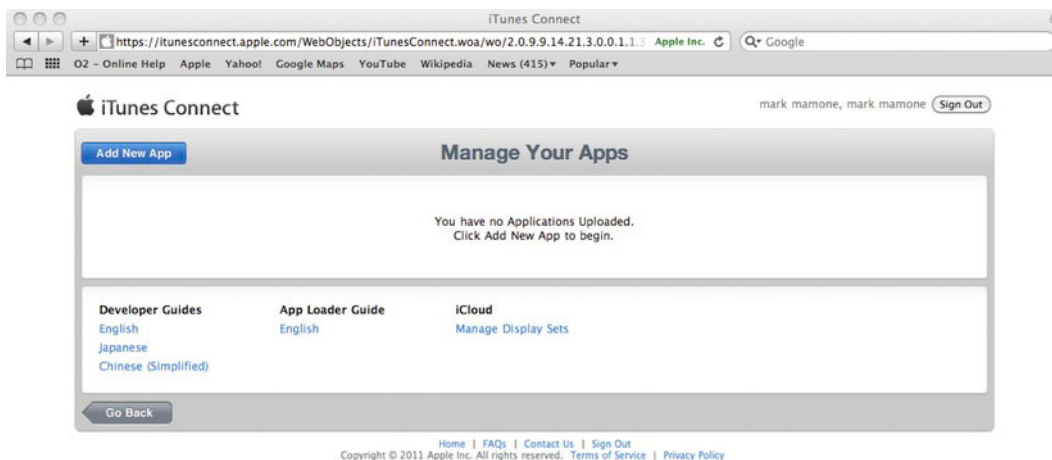 iTunes Connect
https://itunesconnect.apple.com/WebObjects/iTunesConnect.woa/wo/2.0.9.9.14.21.3.0.0.1.1.3 Apple Inc. Google
O2 – Online Help Apple Yahoo! Google Maps YouTube Wikipedia News (415) Popular
iTunes Connect mark mamone, mark mamone Sign Out
Add New App Manage Your Apps
You have no Applications Uploaded.
Click Add New App to begin.
Developer Guides App Loader Guide iCloud
English English Manage Display Sets
Japanese
Chinese (Simplified)
Go Back
Home | FAQs | Contact Us | Sign Out
Copyright © 2011 Apple Inc. All rights reserved. Terms of Service | Privacy Policy